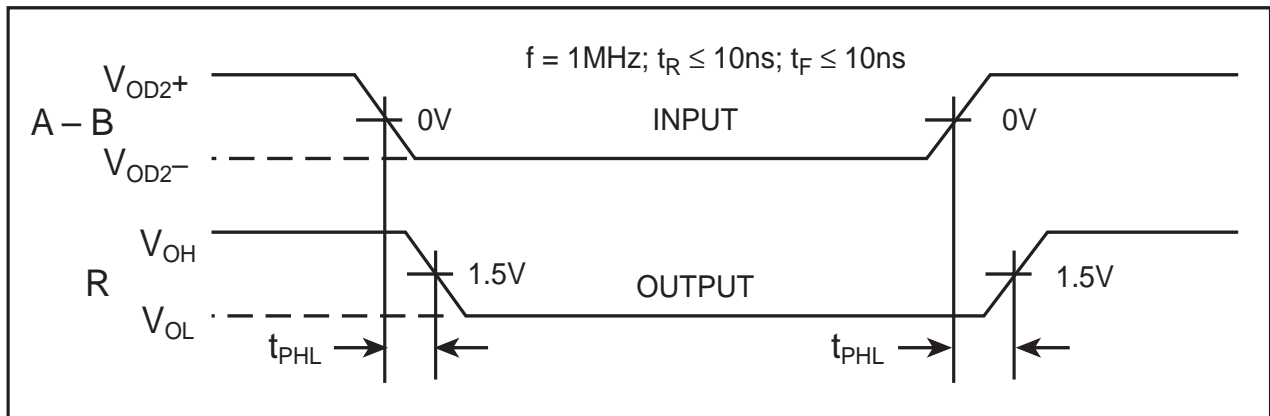 f = 1MHz; tR ≤ 10ns; tF ≤ 10ns
VOD2+
A – B
0V
INPUT
0V
VOD2–
VOH
R
1.5V
OUTPUT
1.5V
VOL
tPHL
tPHL